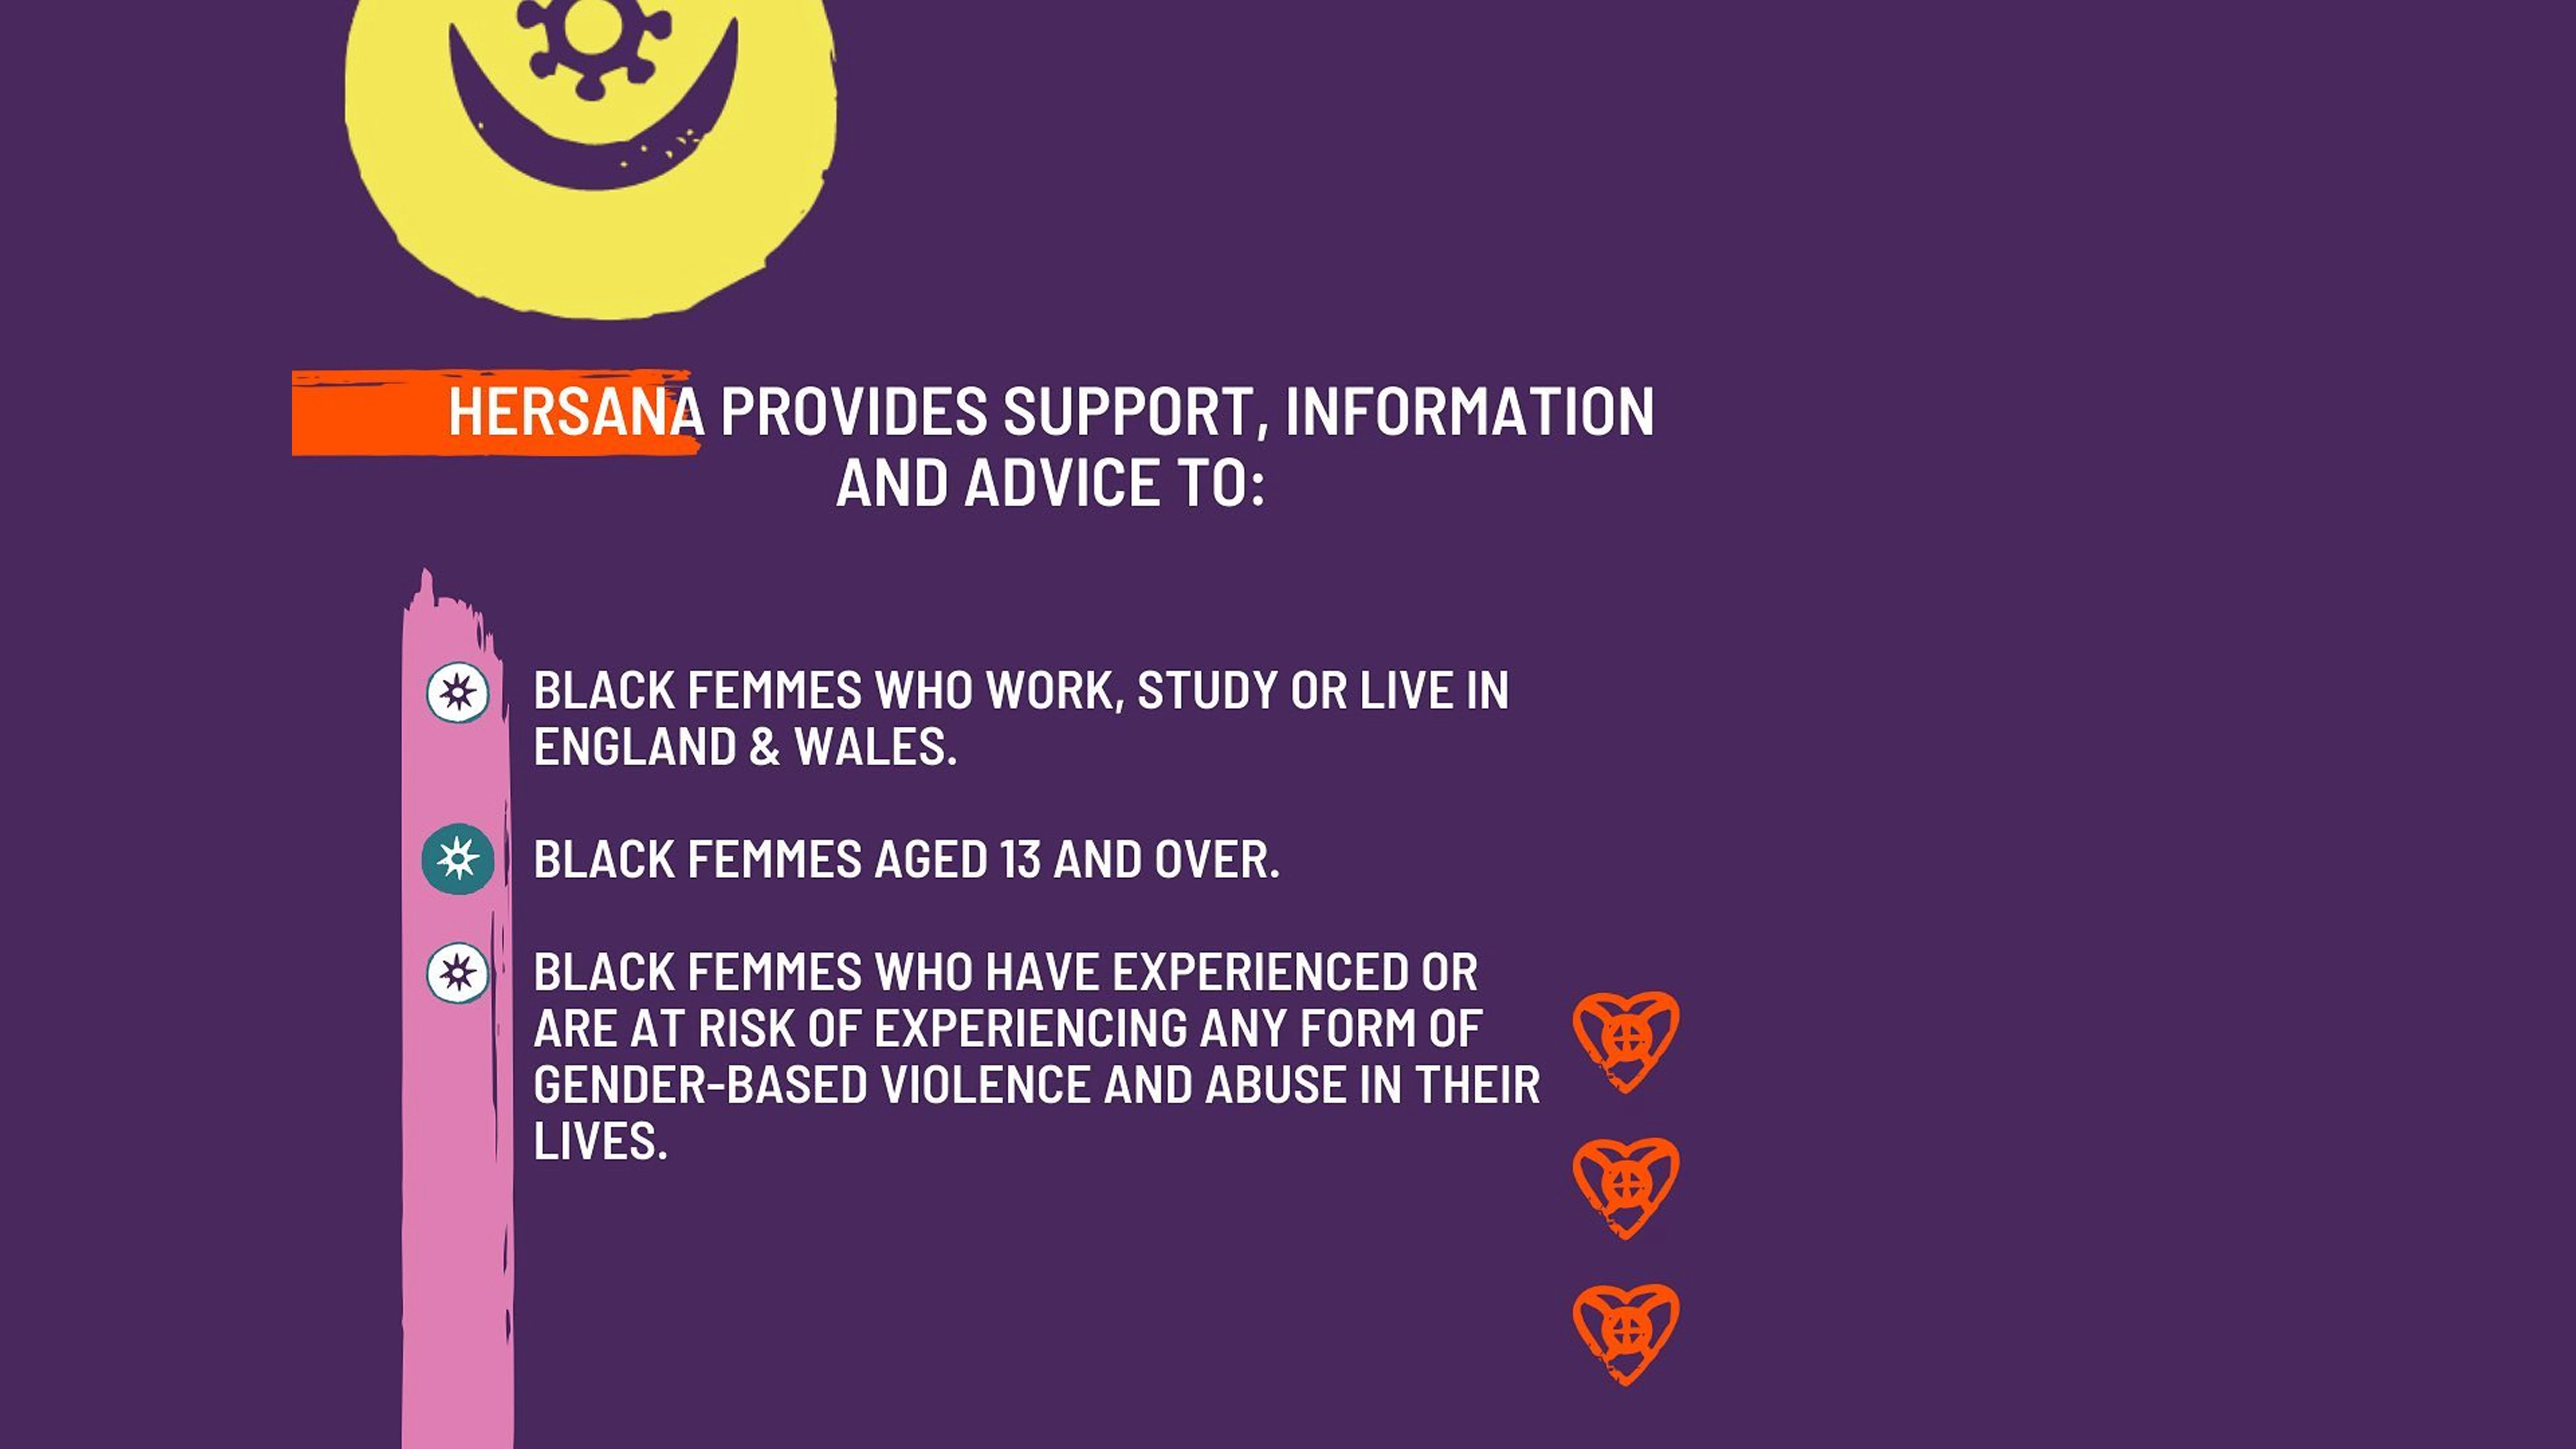 HERSANA PROVIDES SUPPORT, INFORMATION
AND ADVICE TO:
BLACK FEMMES WHO WORK, STUDY OR LIVE IN
ENGLAND & WALES.
BLACK FEMMES AGED 13 AND OVER.
BLACK FEMMES WHO HAVE EXPERIENCED OR
ARE AT RISK OF EXPERIENCING ANY FORM OF
GENDER-BASED VIOLENCE AND ABUSE IN THEIR
LIVES.